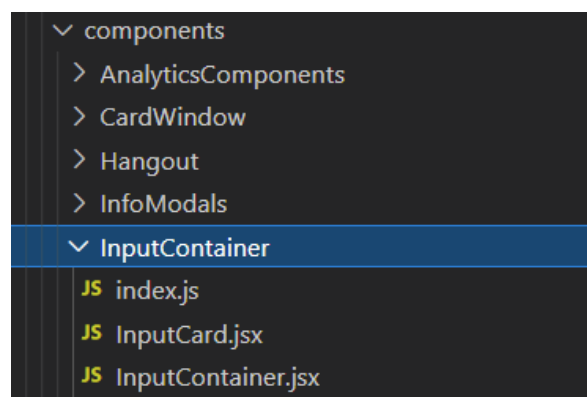 components
AnalyticsComponents
CardWindow
Hangout
InfoModals
InputContainer
JS index.js
JS InputCard.jsx
JS InputContainer.jsx